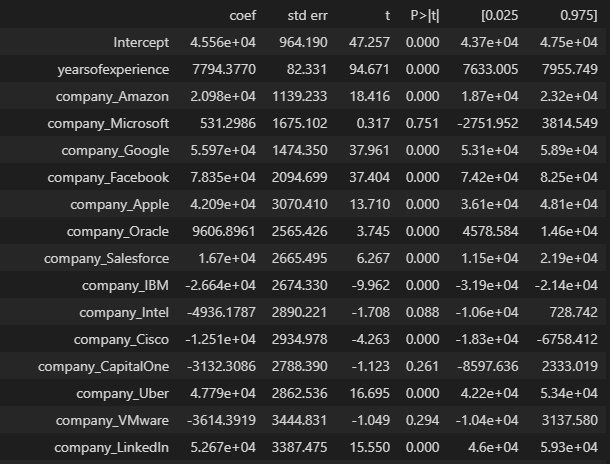 coef std err t P>|t| [0.025 0.975]
Intercept 4.556e+04 964.190 47.257 0.000 4.37e+04 4.75e+04
yearsofexperience 7794.3770 82.331 94.671 0.000 7633.005 7955.749
company_Amazon 2.098e+04 1139.233 18.416 0.000 1.87e+04 2.32e+04
company_Microsoft 531.2986 1675.102 0.317 0.751 -2751.952 3814.549
company_Google 5.597e+04 1474.350 37.961 0.000 5.31e+04 5.89e+04
company_Facebook 7.835e+04 2094.699 37.404 0.000 7.42e+04 8.25e+04
company_Apple 4.209e+04 3070.410 13.710 0.000 3.61e+04 4.81e+04
company_Oracle 9606.8961 2565.426 3.745 0.000 4578.584 1.46e+04
company_Salesforce 1.67e+04 2665.495 6.267 0.000 1.15e+04 2.19e+04
company_IBM -2.664e+04 2674.330 -9.962 0.000 -3.19e+04 -2.14e+04
company_Intel -4936.1787 2890.221 -1.708 0.088 -1.06e+04 728.742
company_Cisco -1.251e+04 2934.978 -4.263 0.000 -1.83e+04 -6758.412
company_CapitalOne -3132.3086 2788.390 -1.123 0.261 -8597.636 2333.019
company_Uber 4.779e+04 2862.536 16.695 0.000 4.22e+04 5.34e+04
company_VMware -3614.3919 3444.831 -1.049 0.294 -1.04e+04 3137.580
company_LinkedIn 5.267e+04 3387.475 15.550 0.000 4.6e+04 5.93e+04